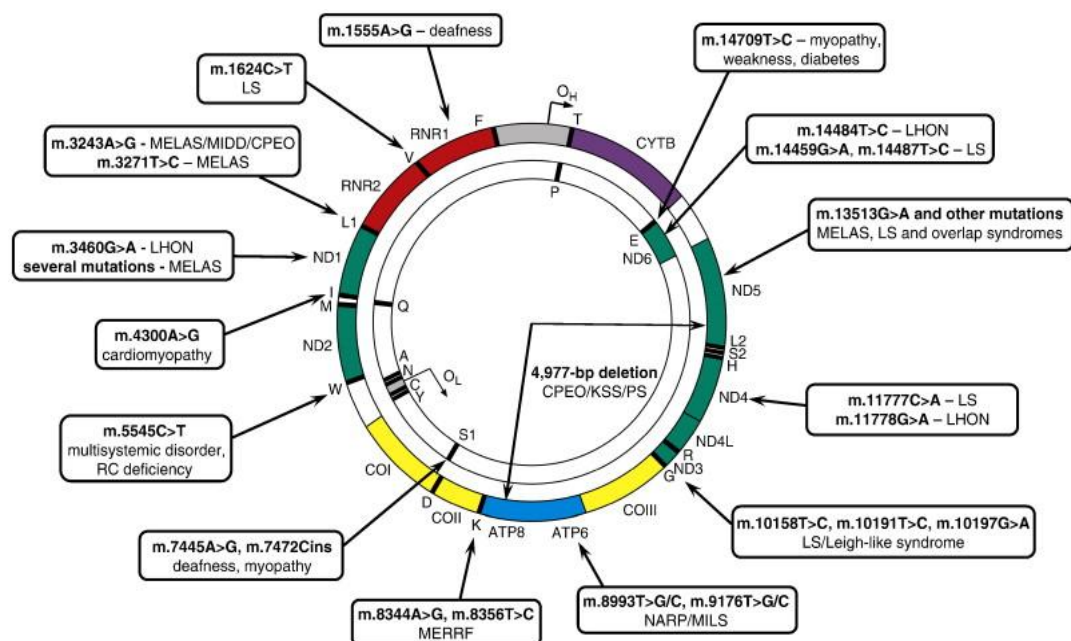 m.1555A>G – deafness
m.14709T>C – myopathy,
weakness, diabetes
m.1624C>T
LS
m.14484T>C – LHON
m.14459G>A, m.14487T>C – LS
m.3243A>G - MELAS/MIDD/CPEO
m.3271T>C – MELAS
m.13513G>A and other mutations
MELAS, LS and overlap syndromes
m.3460G>A - LHON
several mutations - MELAS
m.4300A>G
cardiomyopathy
4,977-bp deletion
CPEO/KSS/PS
m.11777C>A – LS
m.11778G>A – LHON
m.5545C>T
multisystemic disorder,
RC deficiency
m.10158T>C, m.10191T>C, m.10197G>A
LS/Leigh-like syndrome
m.7445A>G, m.7472Cins
deafness, myopathy
m.8344A>G, m.8356T>C
MERRF
m.8993T>G/C, m.9176T>G/C
NARP/MILS
OH
F
T
RNR1
CYTB
V
RNR2
P
L1
E
ND6
ND1
ND5
I
M
Q
ND2
L2
S2
H
A
N
C
Y
OL
W
ND4
ND4L
R
ND3
G
S1
COI
D
COII
K
ATP8
ATP6
COIII